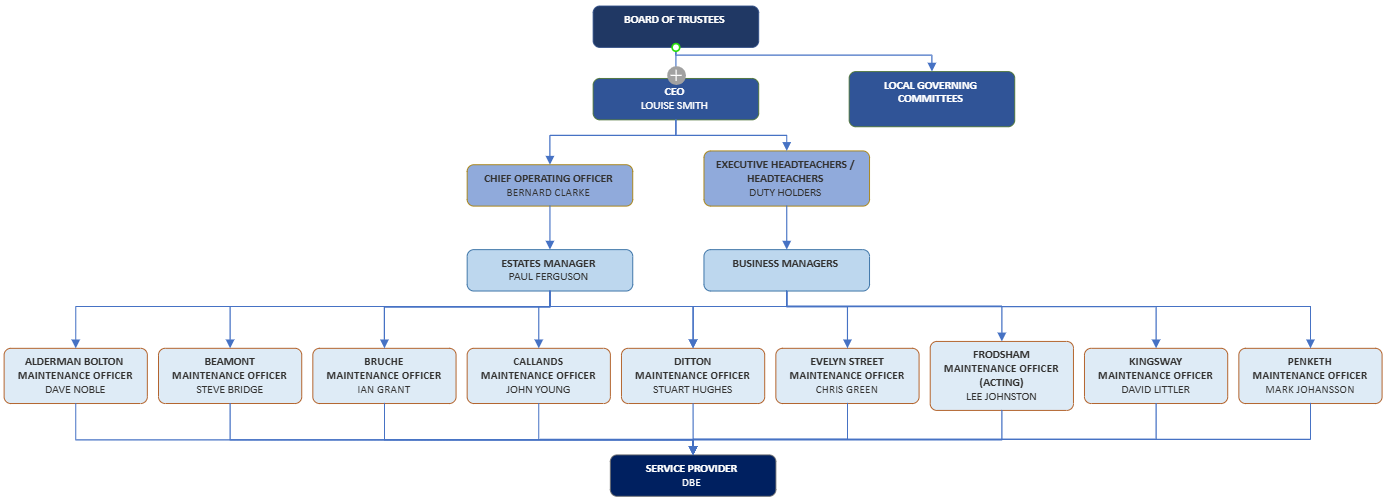 BOARD OF TRUSTEES
CEO
LOUISE SMITH
LOCAL GOVERNING
COMMITTEES
CHIEF OPERATING OFFICER
BERNARD CLARKE
EXECUTIVE HEADTEACHERS /
HEADTEACHERS
DUTY HOLDERS
ESTATES MANAGER
PAUL FERGUSON
BUSINESS MANAGERS
ALDERMAN BOLTON
MAINTENANCE OFFICER
DAVE NOBLE
BEAMONT
MAINTENANCE OFFICER
STEVE BRIDGE
BRUCHE
MAINTENANCE OFFICER
IAN GRANT
CALLANDS
MAINTENANCE OFFICER
JOHN YOUNG
DITTON
MAINTENANCE OFFICER
STUART HUGHES
EVELYN STREET
MAINTENANCE OFFICER
CHRIS GREEN
FRODSHAM
MAINTENANCE OFFICER
(ACTING)
LEE JOHNSTON
KINGSWAY
MAINTENANCE OFFICER
DAVID LITTLER
PENKETH
MAINTENANCE OFFICER
MARK JOHANSSON
SERVICE PROVIDER
DBE